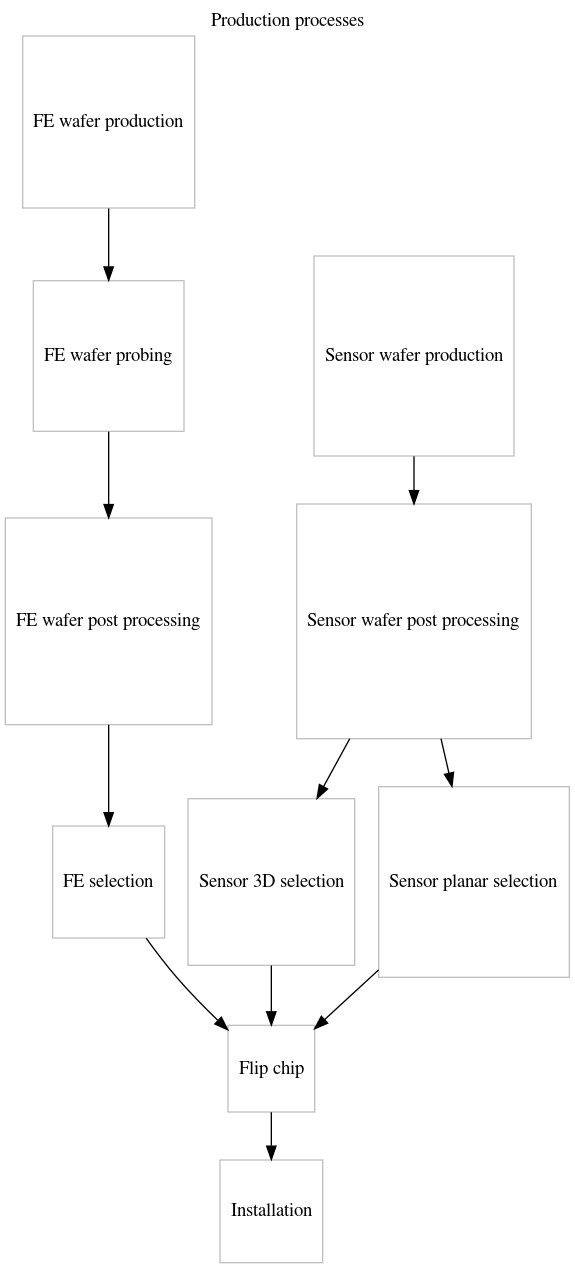 Production processes
FE wafer production
FE wafer probing
Sensor wafer production
FE wafer post processing
Sensor wafer post processing
FE selection
Sensor 3D selection
Sensor planar selection
Flip chip
Installation